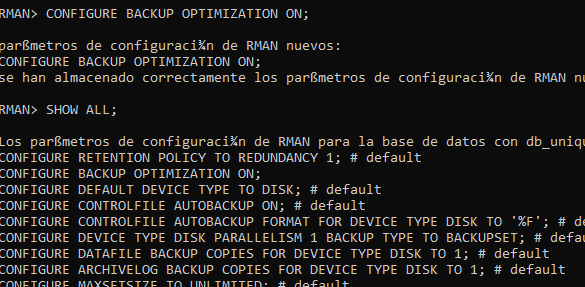 RMAN> CONFIGURE BACKUP OPTIMIZATION ON;
parßmetros de configuraci¾n de RMAN nuevos:
CONFIGURE BACKUP OPTIMIZATION ON;
se han almacenado correctamente los parßmetros de configuraci¾n de RMAN nu
RMAN> SHOW ALL;
Los parßmetros de configuraci¾n de RMAN para la base de datos con db_uniqu
CONFIGURE RETENTION POLICY TO REDUNDANCY 1; # default
CONFIGURE BACKUP OPTIMIZATION ON;
CONFIGURE DEFAULT DEVICE TYPE TO DISK; # default
CONFIGURE CONTROLFILE AUTOBACKUP ON; # default
CONFIGURE CONTROLFILE AUTOBACKUP FORMAT FOR DEVICE TYPE DISK TO '%F'; # de
CONFIGURE DEVICE TYPE DISK PARALLELISM 1 BACKUP TYPE TO BACKUPSET; # defau
CONFIGURE DATAFILE BACKUP COPIES FOR DEVICE TYPE DISK TO 1; # default
CONFIGURE ARCHIVELOG BACKUP COPIES FOR DEVICE TYPE DISK TO 1; # default
CONFIGURE MAXSETSIZE TO UNLIMITED; # default